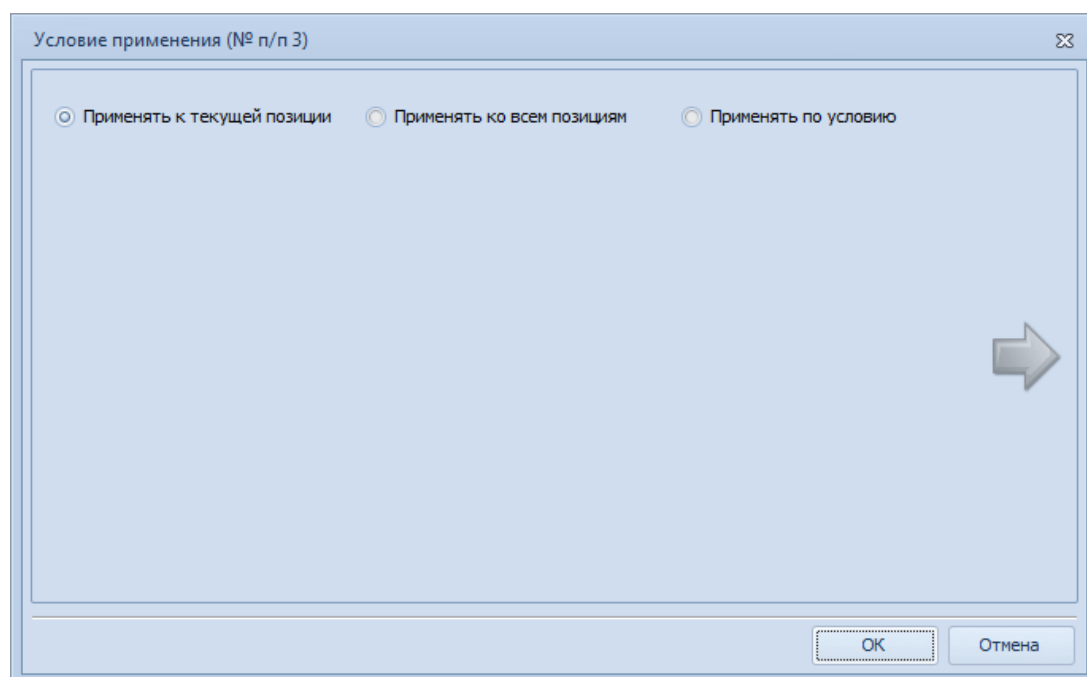 Условие применения (№ п/п 3)
Применять к текущей позиции Применять ко всем позициям Применять по условию
ОК Отмена